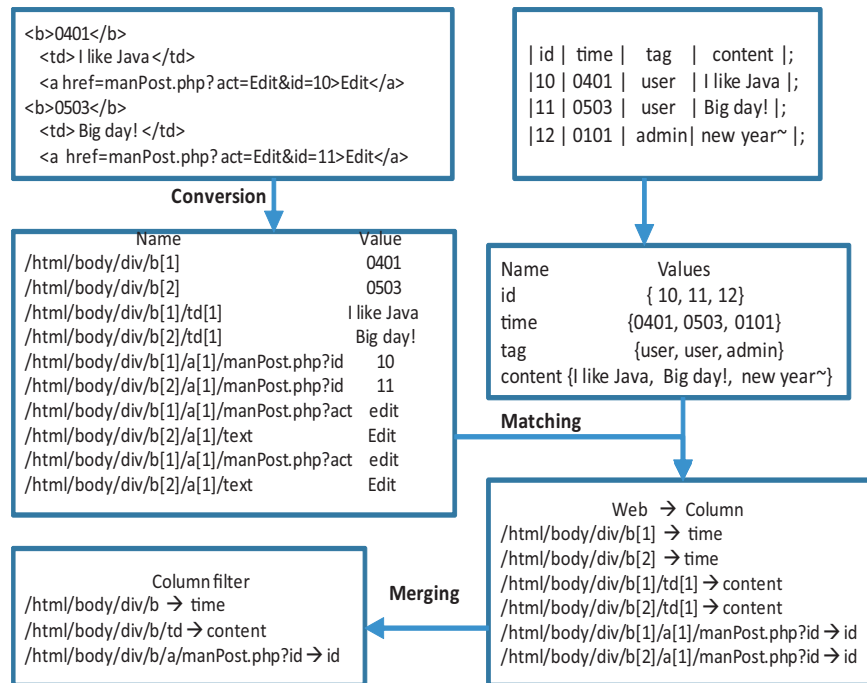 <b>0401</b>
<td> I like Java </td>
<a href=manPost.php? act=Edit&id=10>Edit</a>
<b>0503</b>
<td> Big day! </td>
<a href=manPost.php? act=Edit&id=11>Edit</a>
| id | time | tag | content |;
|10 | 0401 | user | I like Java |;
|11 | 0503 | user | Big day! |;
|12 | 0101 | admin| new year~ |;
Conversion
Name Value
/html/body/div/b[1] 0401
/html/body/div/b[2] 0503
/html/body/div/b[1]/td[1] I like Java
/html/body/div/b[2]/td[1] Big day!
/html/body/div/b[1]/a[1]/manPost.php?id 10
/html/body/div/b[2]/a[1]/manPost.php?id 11
/html/body/div/b[1]/a[1]/manPost.php?act edit
/html/body/div/b[2]/a[1]/text Edit
/html/body/div/b[1]/a[1]/manPost.php?act edit
/html/body/div/b[2]/a[1]/text Edit
Name Values
id { 10, 11, 12}
time {0401, 0503, 0101}
tag {user, user, admin}
content {I like Java, Big day!, new year~}
Matching
Web → Column
/html/body/div/b[1] → time
/html/body/div/b[2] → time
/html/body/div/b[1]/td[1] → content
/html/body/div/b[2]/td[1] → content
/html/body/div/b[1]/a[1]/manPost.php?id → id
/html/body/div/b[2]/a[1]/manPost.php?id → id
Merging
Column filter
/html/body/div/b → time
/html/body/div/b/td → content
/html/body/div/b/a/manPost.php?id → id